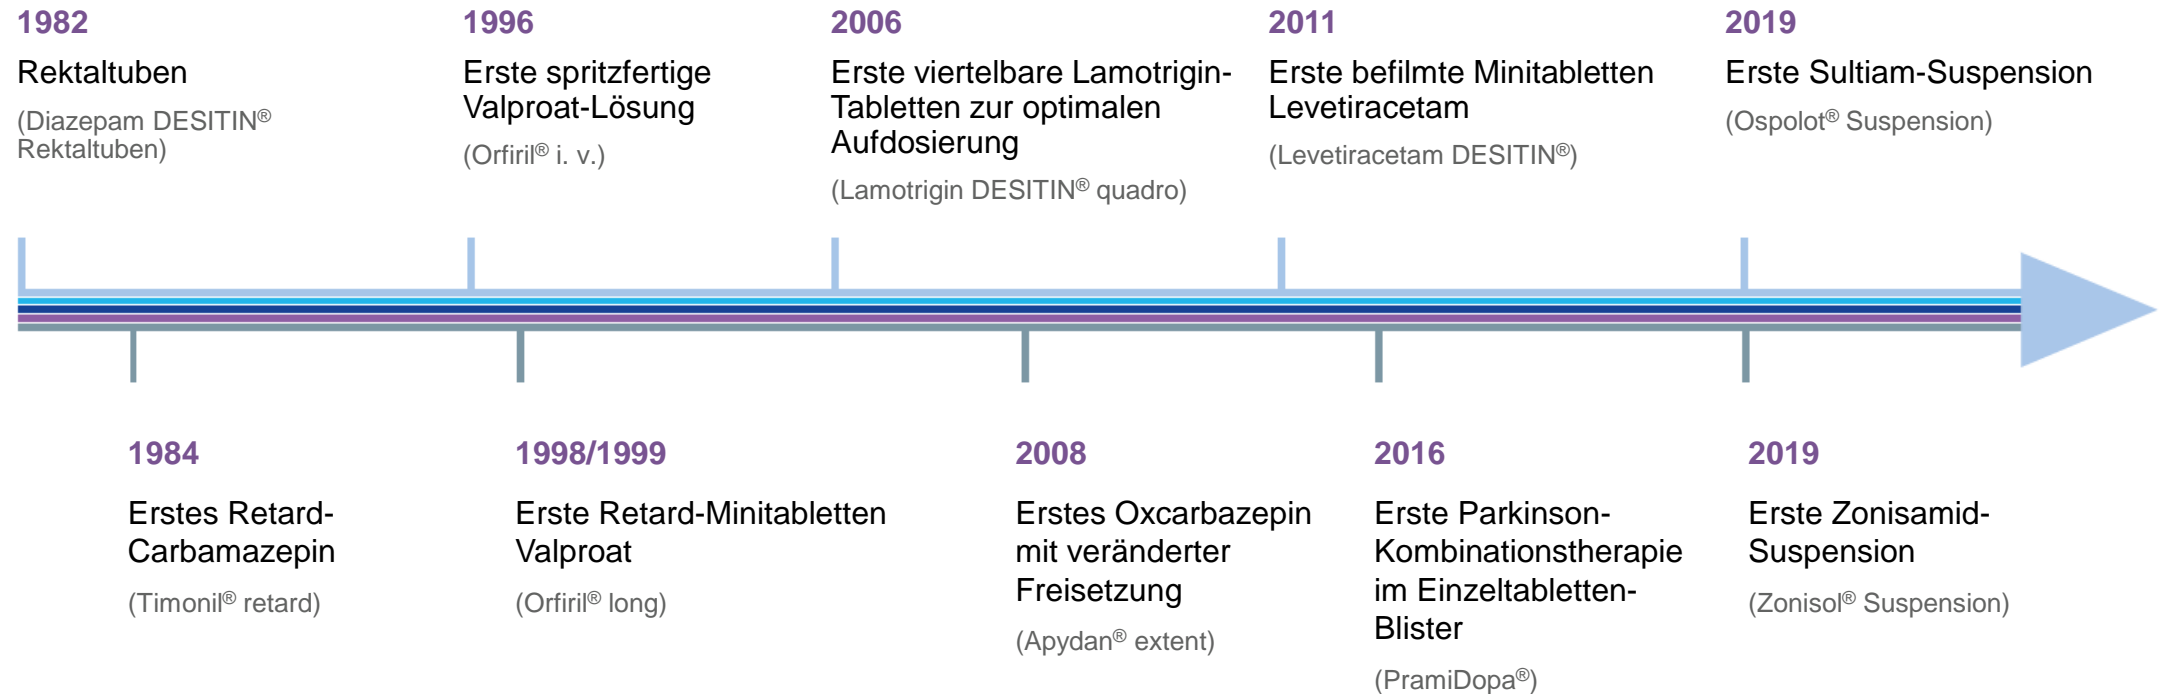 1982
Rektaltuben
(Diazepam DESITIN®
Rektaltuben)
1996
Erste spritzfertige
Valproat-Lösung
(Orfiril® i. v.)
2006
Erste viertelbare Lamotrigin-
Tabletten zur optimalen
Aufdosierung
(Lamotrigin DESITIN® quadro)
2011
Erste befilmte Minitabletten
Levetiracetam
(Levetiracetam DESITIN®)
2019
Erste Sultiam-Suspension
(Ospolot® Suspension)
1984
Erstes Retard-
Carbamazepin
(Timonil® retard)
1998/1999
Erste Retard-Minitabletten
Valproat
(Orfiril® long)
2008
Erstes Oxcarbazepin
mit veränderter
Freisetzung
(Apydan® extent)
2016
Erste Parkinson-
Kombinationstherapie
im Einzeltabletten-
Blister
(PramiDopa®)
2019
Erste Zonisamid-
Suspension
(Zonisol® Suspension)